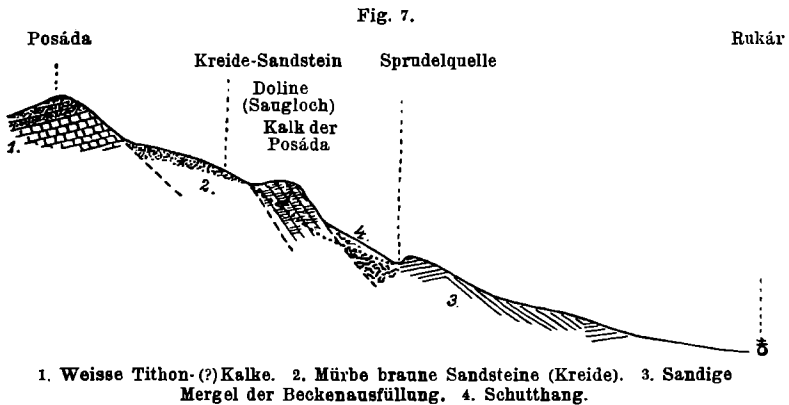 Fig. 7.
Posáda
Rukár
Kreide-Sandstein
Sprudelquelle
Doline
(Saugloch)
Kalk der
Posáda
1.
2.
4.
3.
1. Weisse Tithon-(?)Kalke. 2. Mürbe braune Sandsteine (Kreide). 3. Sandige
Mergel der Beckenausfüllung. 4. Schutthang.